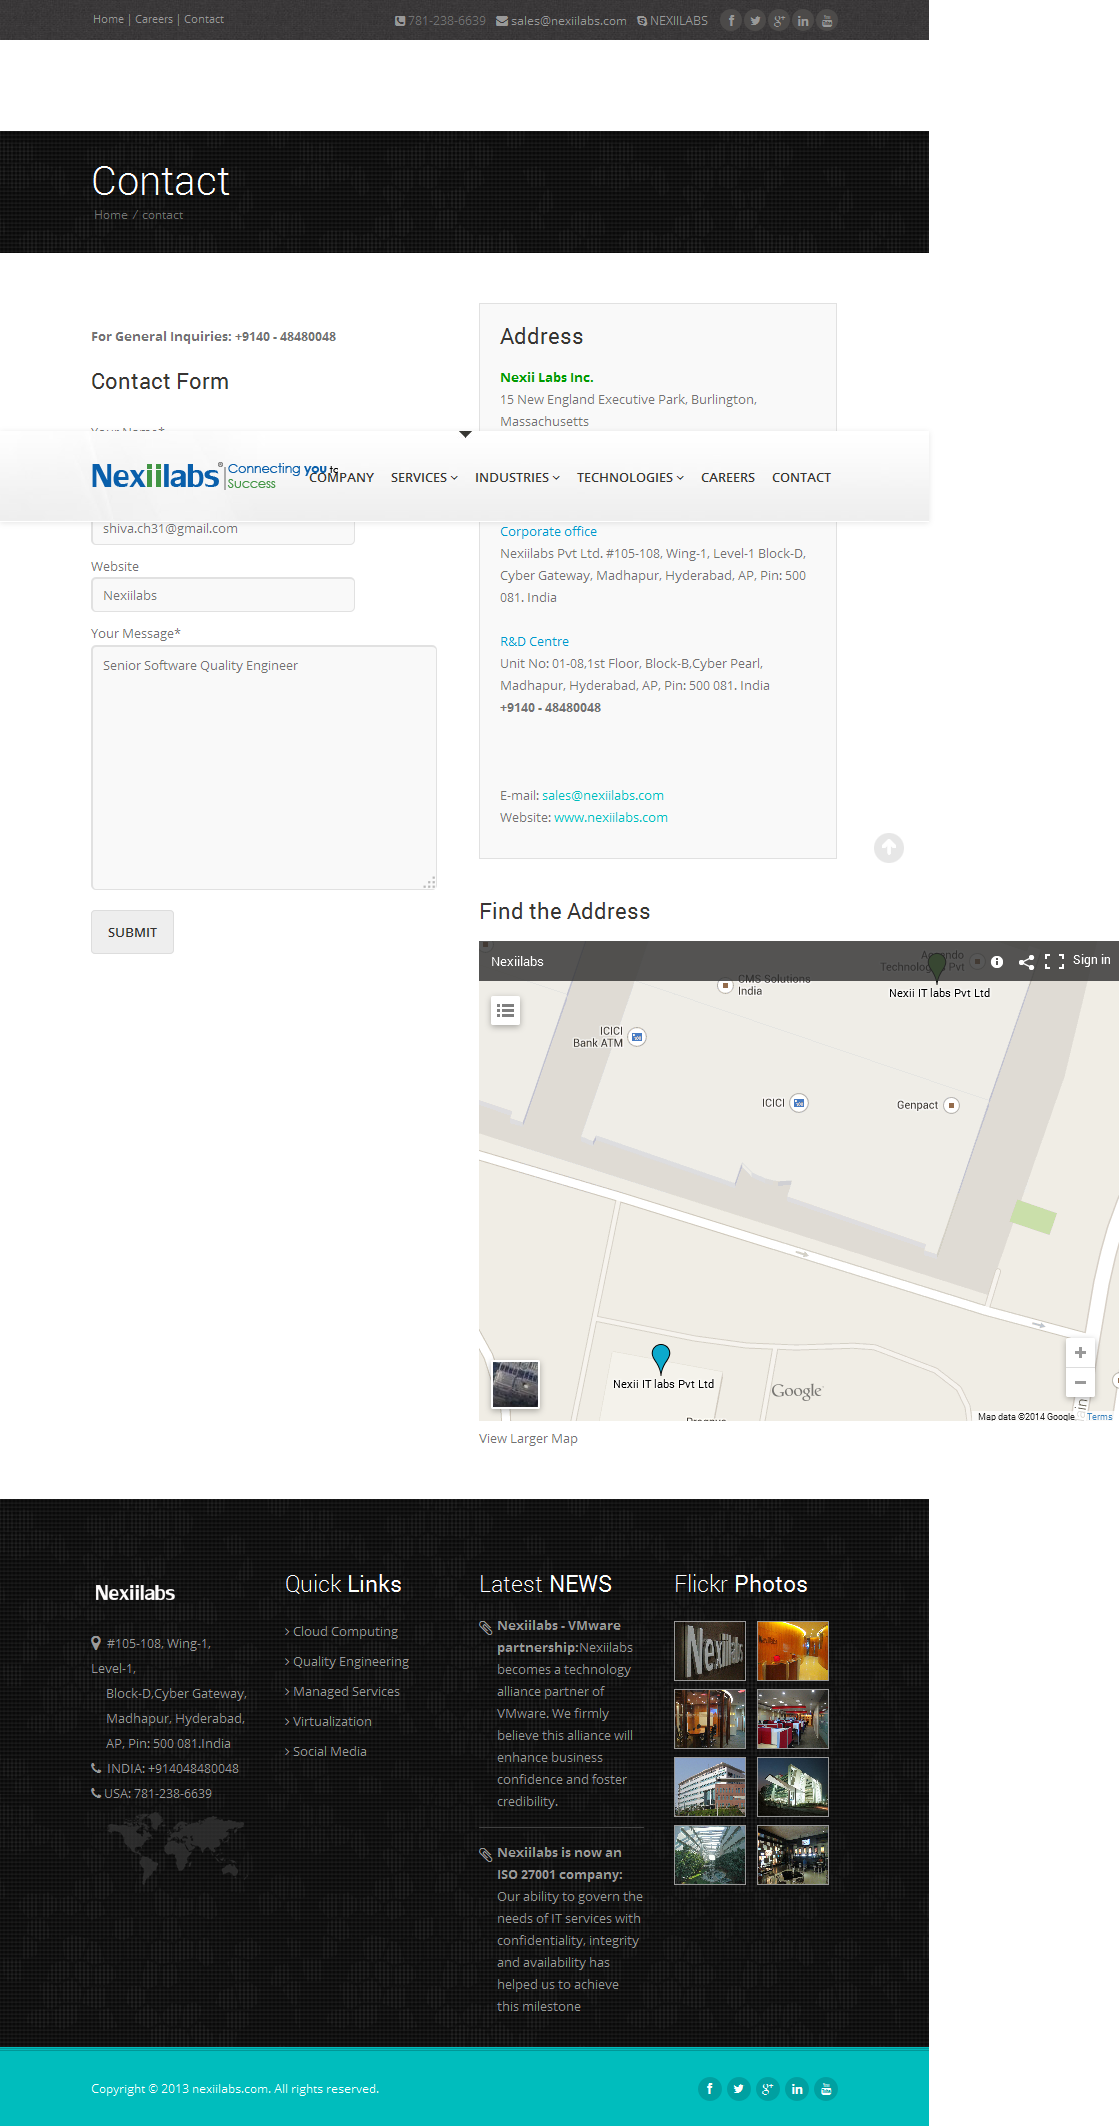 Home | Careers | Contact
781-238-6639 sales@nexiilabs.com NEXIILABS
Contact
Home / contact
For General Inquiries: +9140 - 48480048
Contact Form
Your Name*
Address
Nexii Labs Inc.
15 New England Executive Park, Burlington,
Massachusetts
Nexiilabs® Connecting you to
Success
COMPANY SERVICES INDUSTRIES TECHNOLOGIES CAREERS CONTACT
shiva.ch31@gmail.com
Website
Nexiilabs
Your Message*
Senior Software Quality Engineer
SUBMIT
Corporate office
Nexiilabs Pvt Ltd. #105-108, Wing-1, Level-1 Block-D,
Cyber Gateway, Madhapur, Hyderabad, AP, Pin: 500
081. India
R&D Centre
Unit No: 01-08,1st Floor, Block-B,Cyber Pearl,
Madhapur, Hyderabad, AP, Pin: 500 081. India
+9140 - 48480048
E-mail: sales@nexiilabs.com
Website: www.nexiilabs.com
Find the Address
Nexiilabs
Sign in
Pvt
CMS Solutions
India
Nexii IT labs Pvt Ltd
ICICI
Bank ATM
ICICI
Genpact
Nexii IT labs Pvt Ltd
Google
Map data ©2014 Google
Terms
View Larger Map
Nexiilabs
#105-108, Wing-1,
Level-1,
Block-D,Cyber Gateway,
Madhapur, Hyderabad,
AP, Pin: 500 081.India
INDIA: +914048480048
USA: 781-238-6639
Quick Links
Cloud Computing
Quality Engineering
Managed Services
Virtualization
Social Media
Latest NEWS
Nexiilabs - VMware
partnership:Nexiilabs
becomes a technology
alliance partner of
VMware. We firmly
believe this alliance will
enhance business
confidence and foster
credibility.
Nexiilabs is now an
ISO 27001 company:
Our ability to govern the
needs of IT services with
confidentiality, integrity
and availability has
helped us to achieve
this milestone
Flickr Photos
Nexiilabs
Copyright © 2013 nexiilabs.com. All rights reserved.